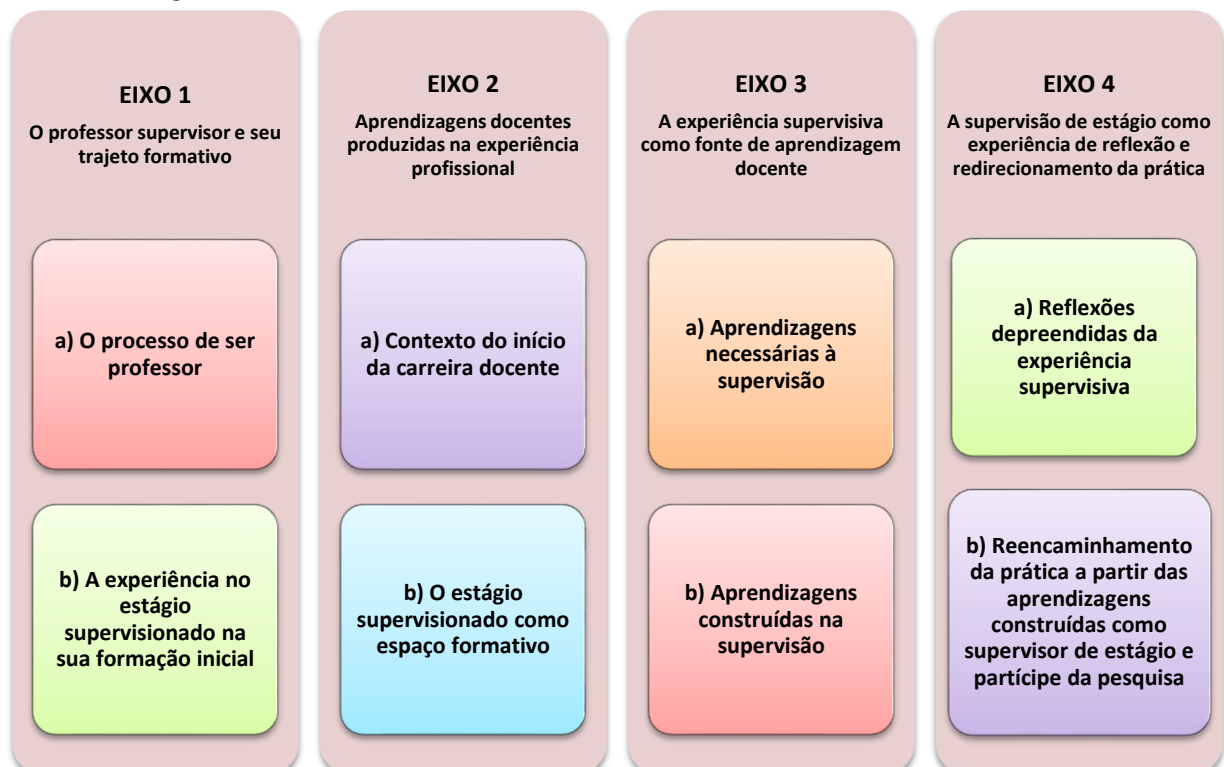 EIXO 1
O professor supervisor e seu
trajeto formativo
a) O processo de ser
professor
b) A experiência no
estágio
supervisionado na
sua formação inicial
EIXO 2
Aprendizagens docentes
produzidas na experiência
profissional
a) Contexto do início
da carreira docente
b) O estágio
supervisionado como
espaço formativo
EIXO 3
A experiência supervisiva
como fonte de aprendizagem
docente
a) Aprendizagens
necessárias à
supervisão
b) Aprendizagens
construídas na
supervisão
EIXO 4
A supervisão de estágio como
experiência de reflexão e
redirecionamento da prática
a) Reflexões
depreendidas da
experiência
supervisiva
b) Reencaminhamento
da prática a partir das
aprendizagens
construídas como
supervisor de estágio e
partícipe da pesquisa